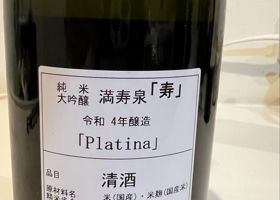 純米大吟醸 満寿泉「寿」
令和 4年醸造
「Platina」
品目 清酒
原材料名 米(国産)・米麹(国産米)